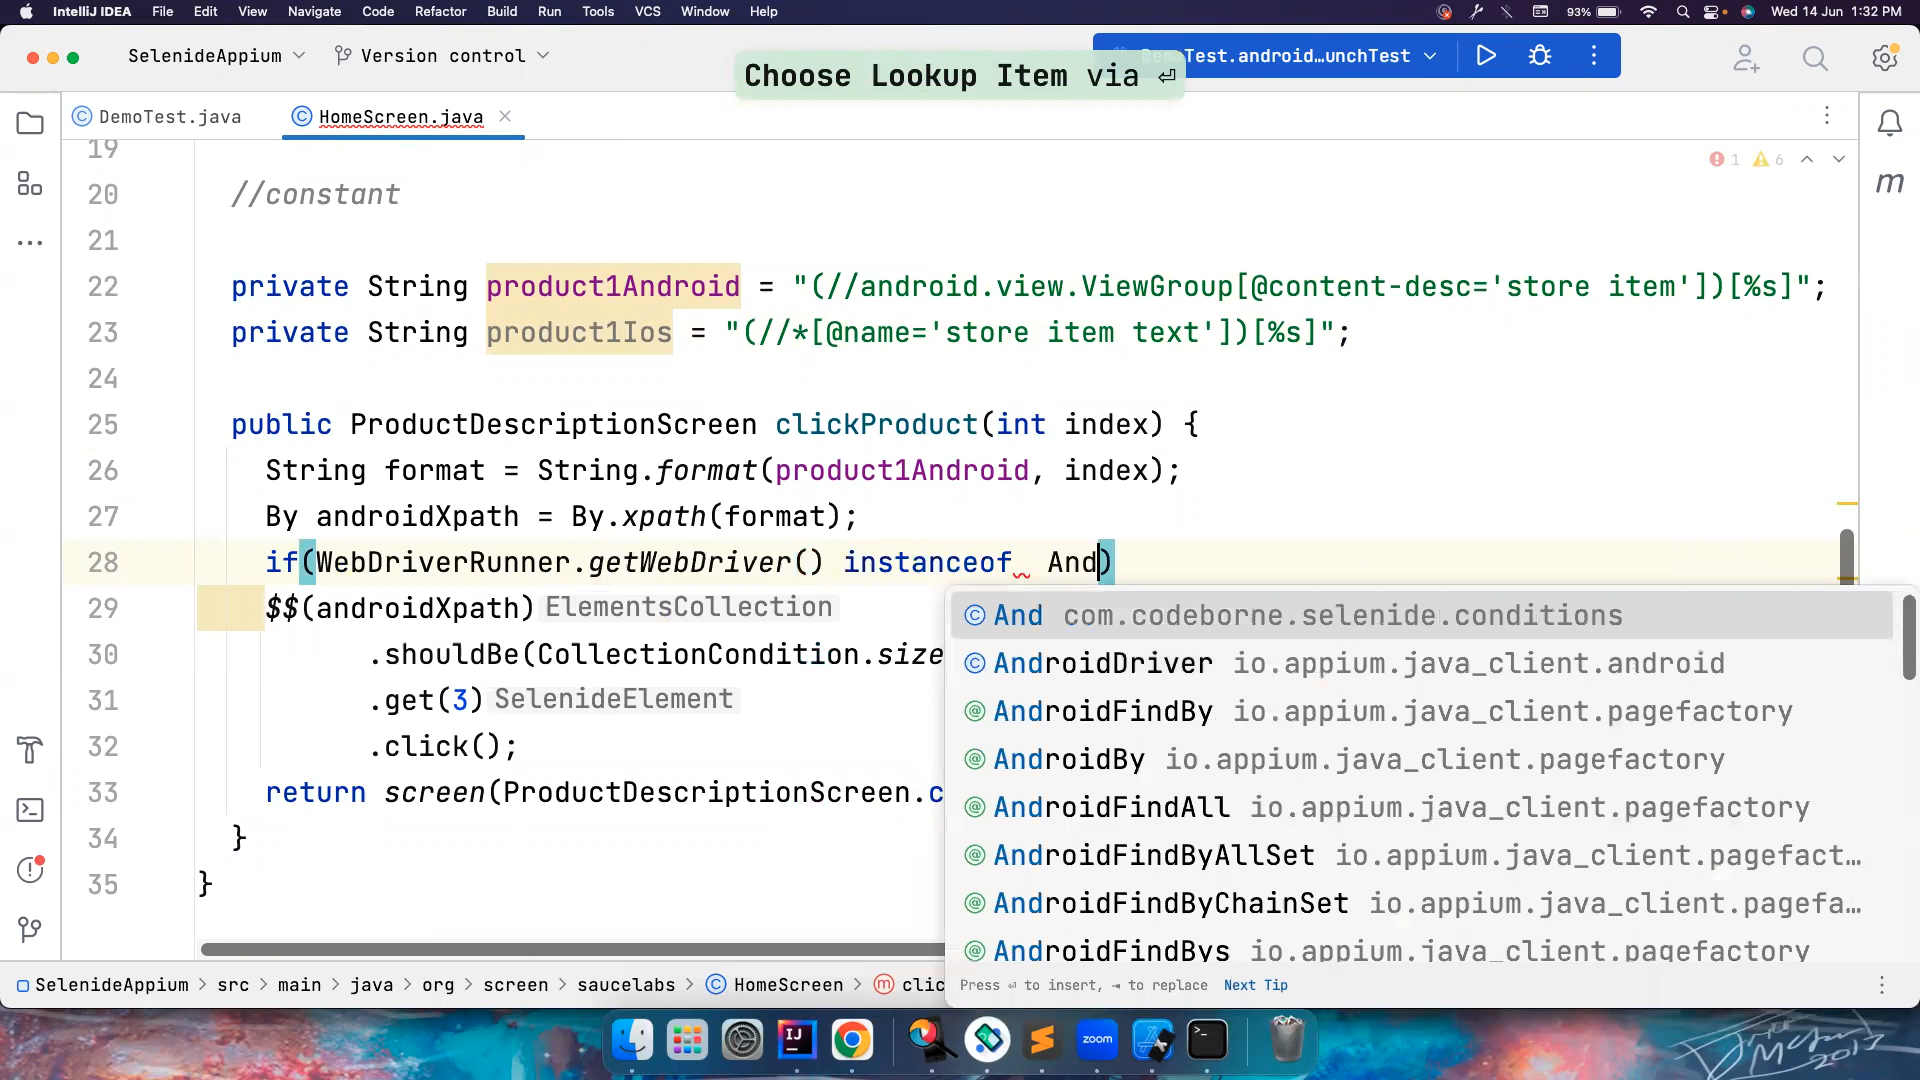 IntelliJ IDEA File Edit View Navigate Code Refactor Build Run Tools VCS Window Help 93% Wed 14 Jun 1:32 PM
SelenideAppium Version control Test.android…unchTest
Choose Lookup Item via ⏎
DemoTest.java HomeScreen.java
19 1 6
20 //constant
21
22 private String product1Android = "(//android.view.ViewGroup[@content-desc='store item'])[%s]";
23 private String product1Ios = "(//*[@name='store item text'])[%s]";
24
25 public ProductDescriptionScreen clickProduct(int index) {
26 String format = String.format(product1Android, index);
27 By androidXpath = By.xpath(format);
28 if(WebDriverRunner.getWebDriver() instanceof And)
29 $$(androidXpath) ElementsCollection
30 .shouldBe(CollectionCondition.size
31 .get(3) SelenideElement
32 .click();
33 return screen(ProductDescriptionScreen.c
34 }
35 }
And com.codeborne.selenide.conditions
AndroidDriver io.appium.java_client.android
AndroidFindBy io.appium.java_client.pagefactory
AndroidBy io.appium.java_client.pagefactory
AndroidFindAll io.appium.java_client.pagefactory
AndroidFindByAllSet io.appium.java_client.pagefact…
AndroidFindByChainSet io.appium.java_client.pagefa…
AndroidFindBys io.appium.java_client.pagefactory
Press ⏎ to insert, ⇥ to replace Next Tip
SelenideAppium > src > main > java > org > screen > saucelabs > HomeScreen > clic
IJ zoom
2017